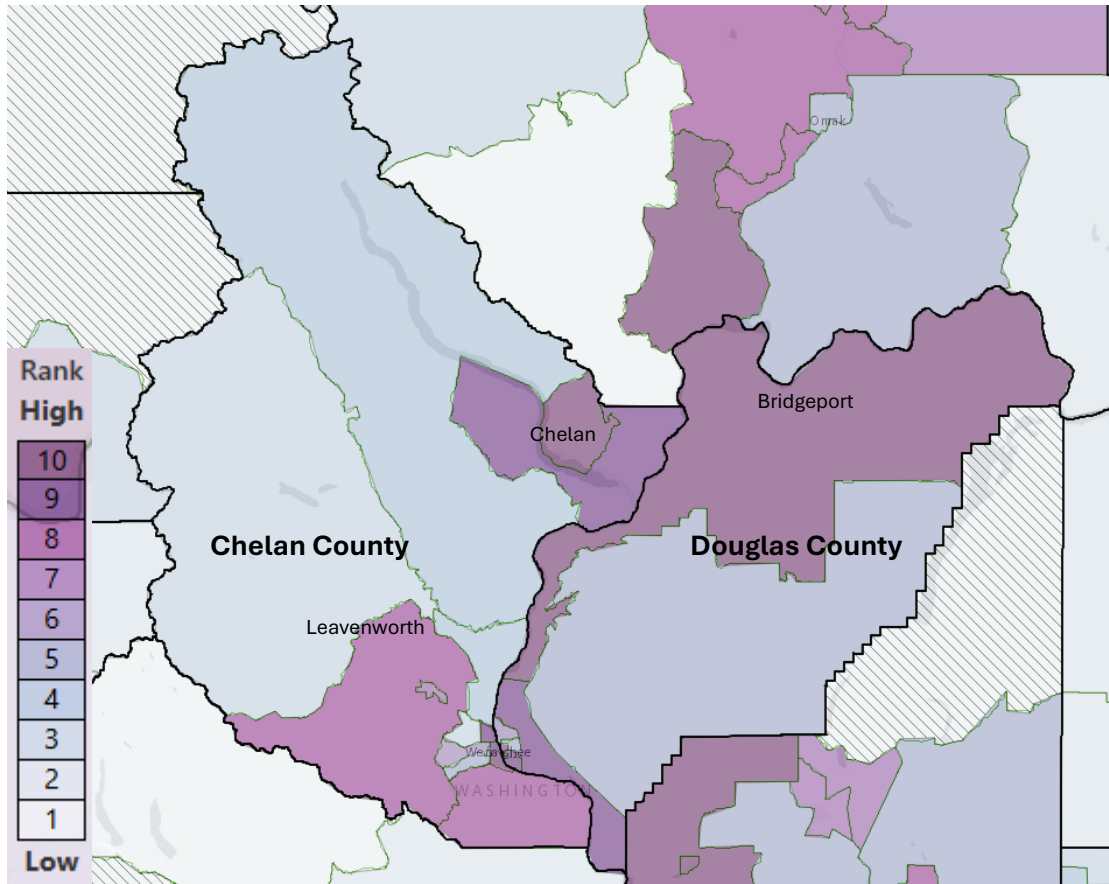 Omak
Rank
High
10
9
8
7
6
5
4
3
2
1
Low
Bridgeport
Chelan
Chelan County
Douglas County
Leavenworth
WASHINGTON